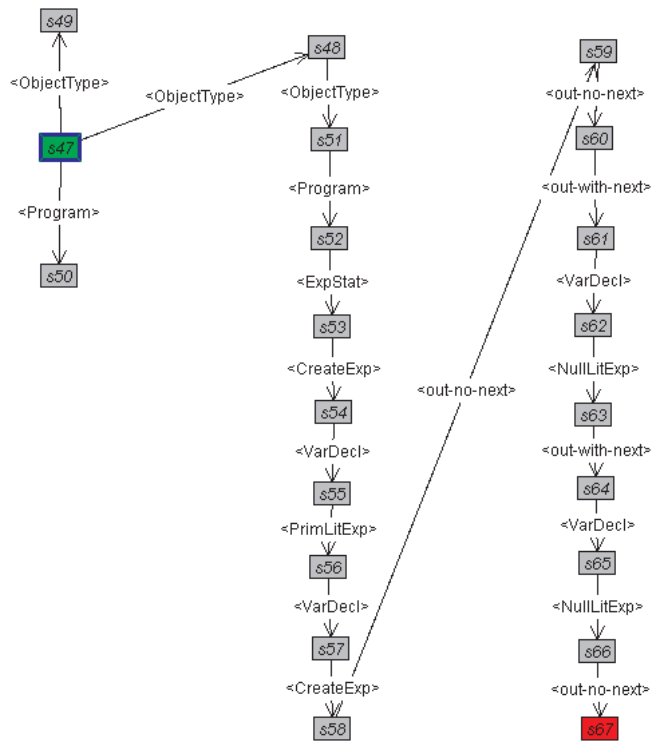 s49
<ObjectType>
s47
<Program>
s50
<ObjectType>
s48
<ObjectType>
s51
<Program>
s52
<ExpStat>
s53
<CreateExp>
s54
<VarDecl>
s55
<PrimLitExp>
s56
<VarDecl>
s57
<CreateExp>
s58
<out-no-next>
s59
<out-no-next>
s60
<out-with-next>
s61
<VarDecl>
s62
<NullLitExp>
s63
<out-with-next>
s64
<VarDecl>
s65
<NullLitExp>
s66
<out-no-next>
s67